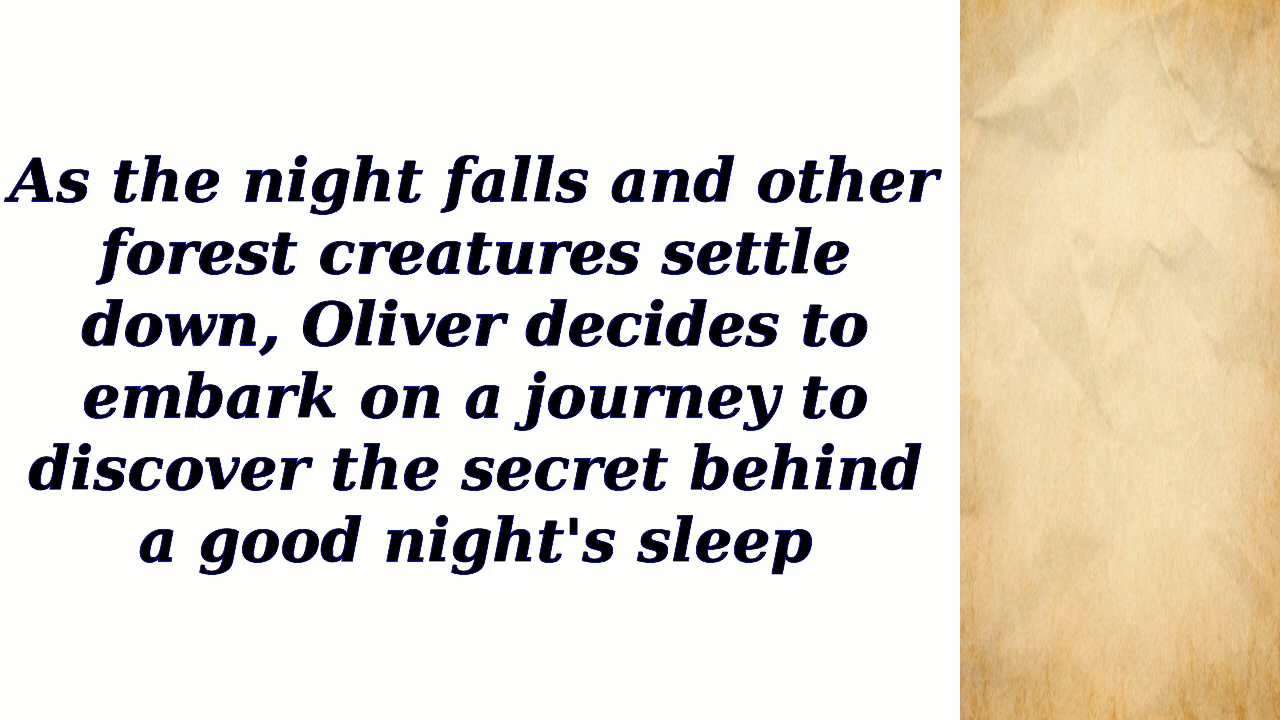 As the night falls and other
forest creatures settle
down, Oliver decides to
embark on a journey to
discover the secret behind
a good night's sleep